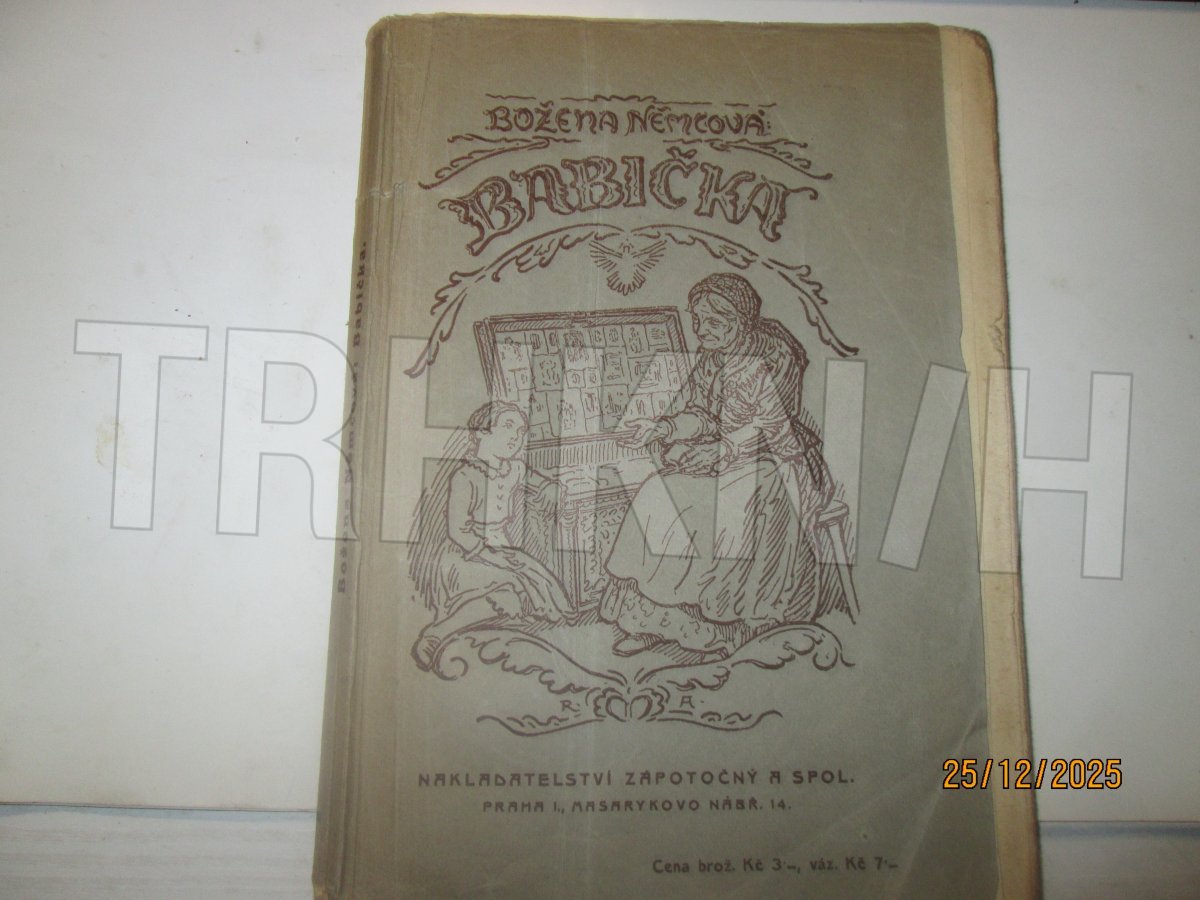 BOŽENA NĚMCOVÁ:
BABIČKA
R. A.
NAKLADATELSTVÍ ZÁPOTOČNÝ A SPOL.
PRAHA I., MASARYKOVO NÁBŘ. 14.
Cena brož. Kč 3·–, váz. Kč 7·–
Božena Němcová: Babička.
TRHKNIH
25/12/2025